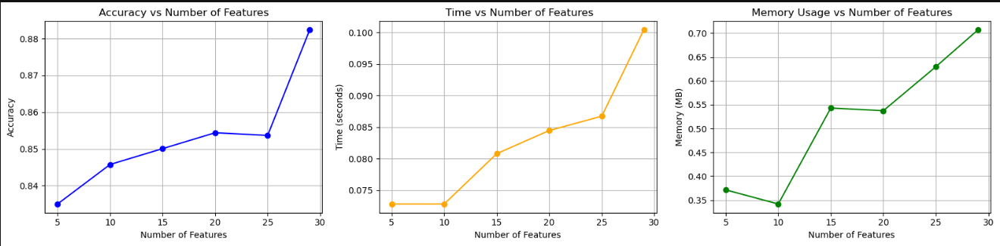 Accuracy vs Number of Features
0.88
0.87
0.86
0.85
0.84
Accuracy
5 10 15 20 25 30
Number of Features
Time vs Number of Features
0.100
0.095
0.090
0.085
0.080
0.075
Time (seconds)
5 10 15 20 25 30
Number of Features
Memory Usage vs Number of Features
0.70
0.65
0.60
0.55
0.50
0.45
0.40
0.35
Memory (MB)
5 10 15 20 25 30
Number of Features